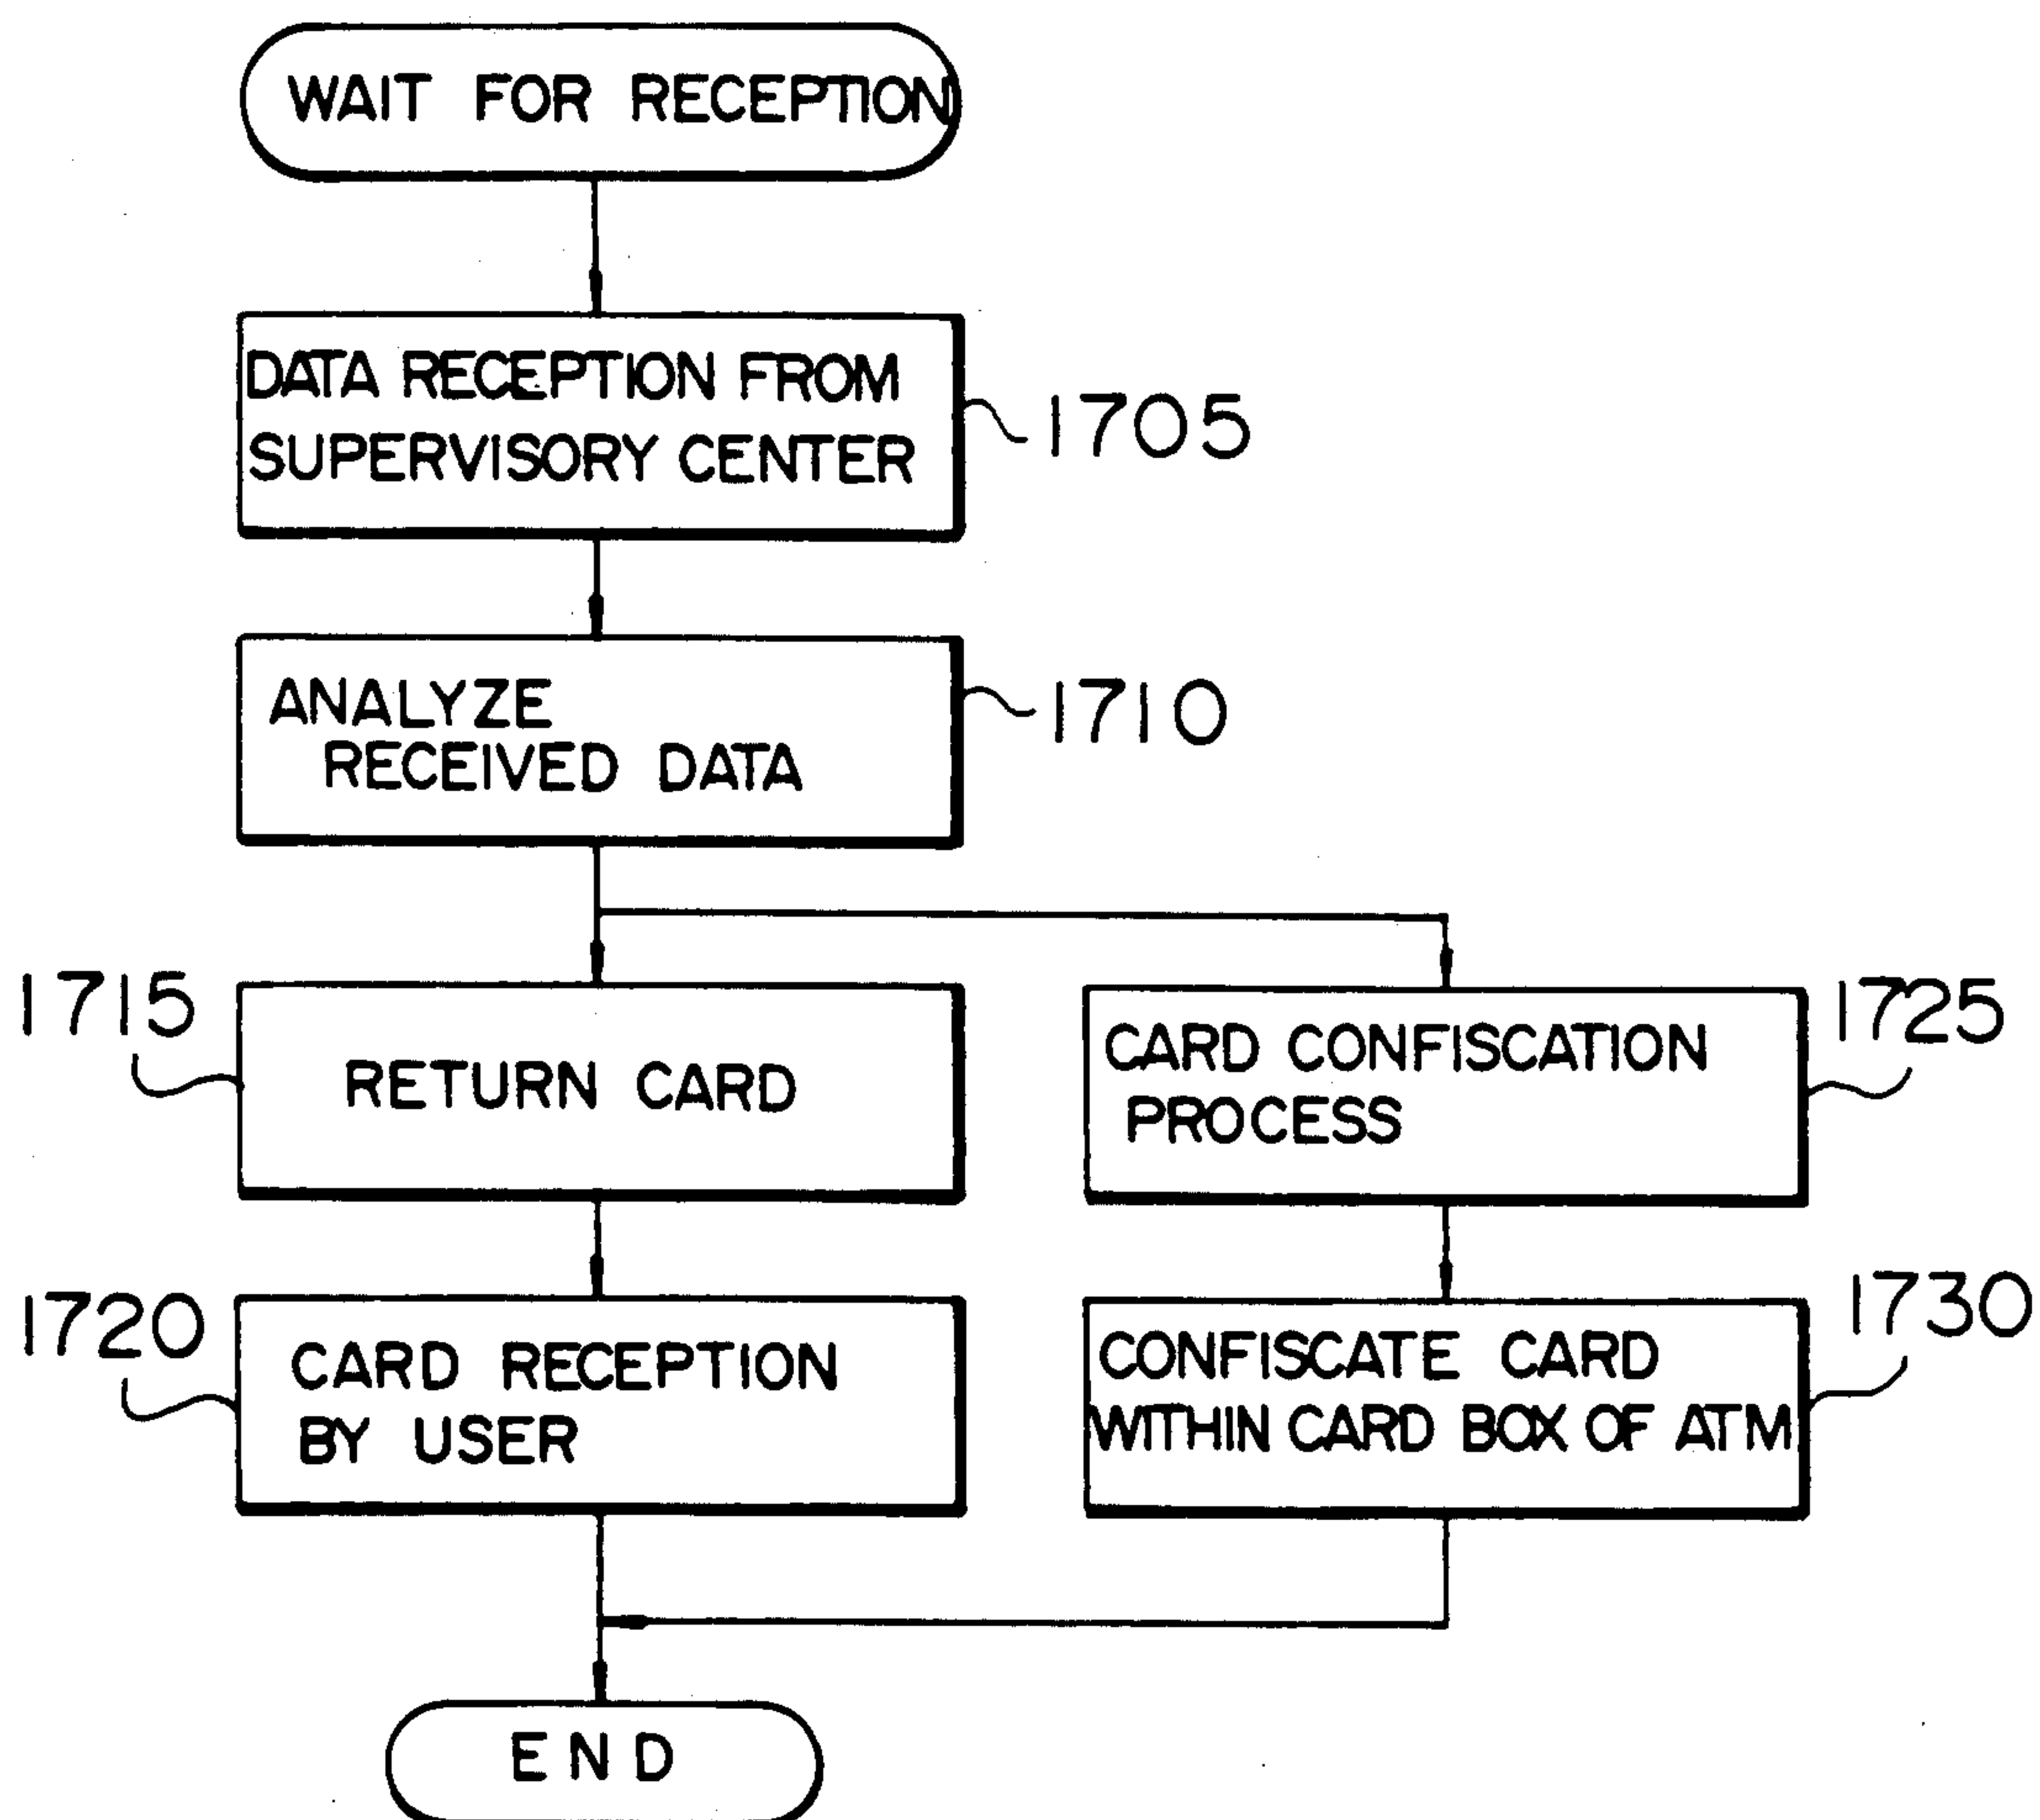 WAIT FOR RECEPTION
DATA RECEPTION FROM
SUPERVISORY CENTER
1705
ANALYZE
RECEIVED DATA
1710
1715
RETURN CARD
CARD CONFISCATION
PROCESS
1725
1720
CARD RECEPTION
BY USER
CONFISCATE CARD
WITHIN CARD BOX OF ATM
1730
END